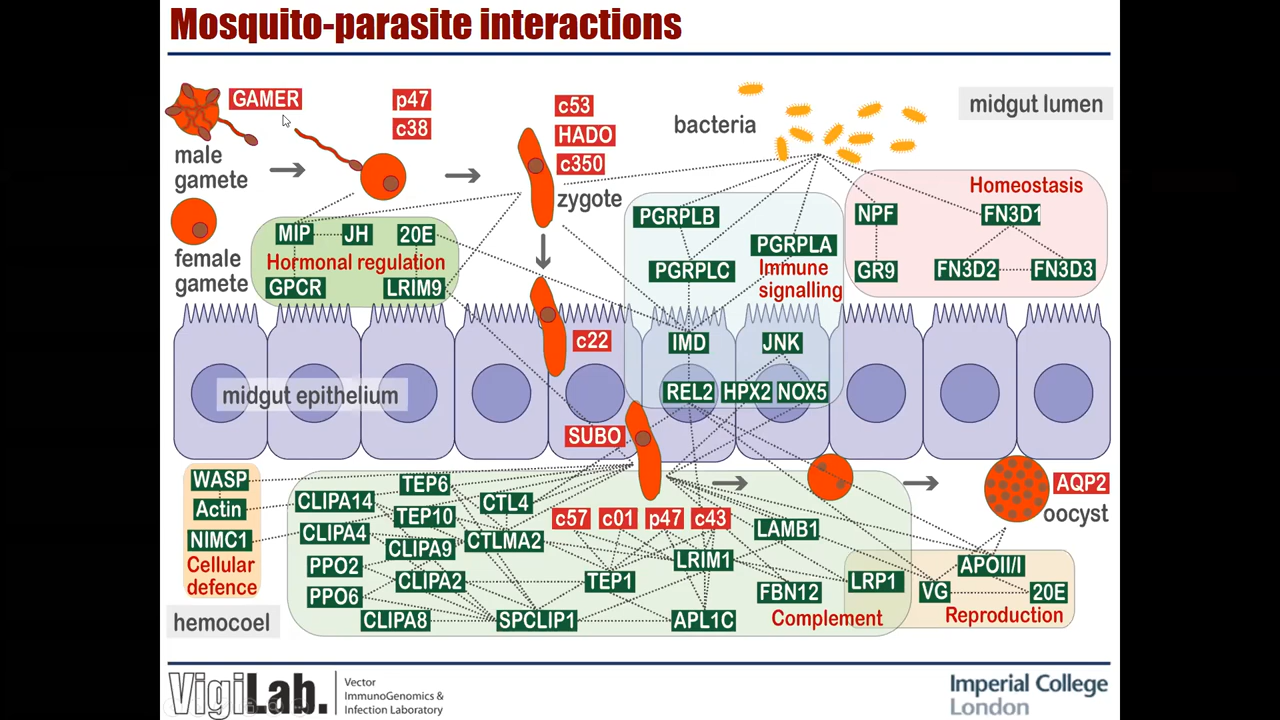 Mosquito-parasite interactions
GAMER
p47
c38
c53
HADO
c350
bacteria
midgut lumen
male
gamete
zygote
female
gamete
MIP
JH
20E
Hormonal regulation
GPCR
LRIM9
PGRPLB
PGRPLA
PGRPLC
Immune
signalling
Homeostasis
NPF
FN3D1
GR9
FN3D2
FN3D3
c22
IMD
JNK
REL2
HPX2
NOX5
midgut epithelium
SUBO
WASP
Actin
NIMC1
Cellular
defence
hemocoel
TEP6
CLIPA14
CTL4
TEP10
CLIPA4
CLIPA9
CTLMA2
PPO2
CLIPA2
PPO6
CLIPA8
SPCLIP1
c57
c01
p47
c43
LAMB1
LRIM1
TEP1
FBN12
LRP1
APL1C
Complement
AQP2
oocyst
APOII/I
VG
20E
Reproduction
VigiLab.
Vector
ImmunoGenomics &
Infection Laboratory
Imperial College
London